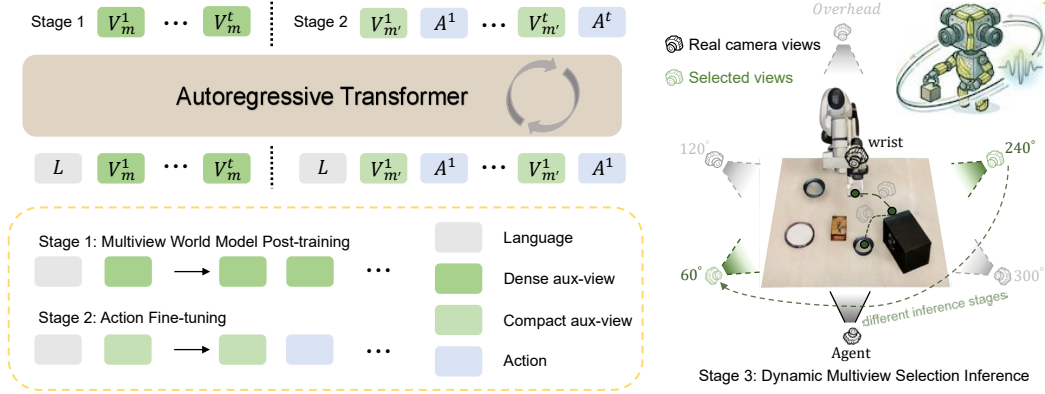 Stage 1 V_m^1 ⋯ V_m^t Stage 2 V_{m'}^1 A^1 ⋯ V_{m'}^t A^t
Autoregressive Transformer
L V_m^1 ⋯ V_m^t L V_{m'}^1 A^1 ⋯ V_{m'}^1 A^1
Stage 1: Multiview World Model Post-training
Stage 2: Action Fine-tuning
Language
Dense aux-view
Compact aux-view
Action
Overhead
Real camera views
Selected views
wrist
120°
240°
60°
300°
different inference stages
Agent
Stage 3: Dynamic Multiview Selection Inference